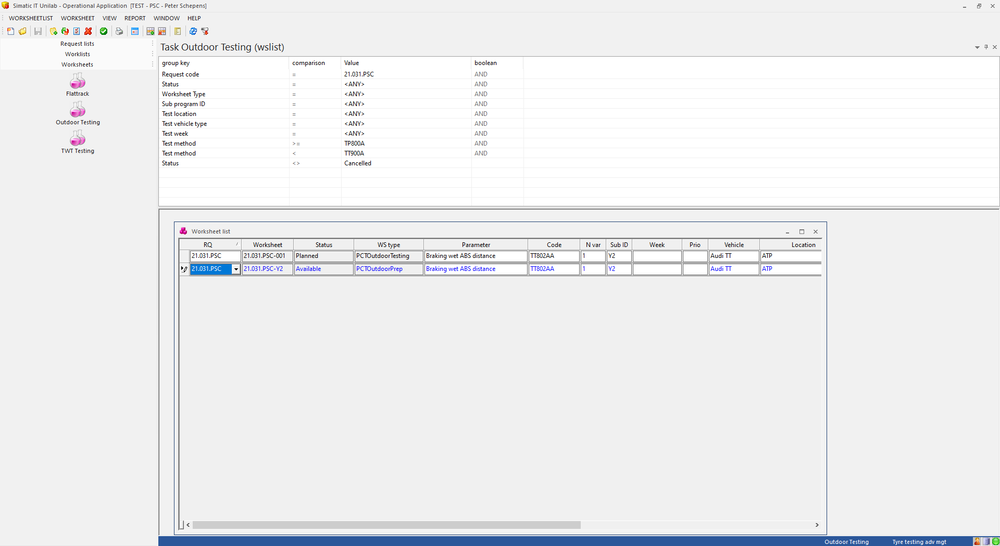 Simatic IT Unilab - Operational Application [TEST - PSC - Peter Schepens]
WORKSHEETLIST WORKSHEET VIEW REPORT WINDOW HELP
Request lists
Worklists
Worksheets
Flattrack
Outdoor Testing
TWT Testing
Task Outdoor Testing (wslist)
group key comparison Value boolean
Request code = 21.031.PSC AND
Status = <ANY> AND
Worksheet Type = <ANY> AND
Sub program ID = <ANY> AND
Test location = <ANY> AND
Test vehicle type = <ANY> AND
Test week = <ANY> AND
Test method >= TP800A AND
Test method < TT900A AND
Status <> Cancelled
Worksheet list
RQ Worksheet Status WS type Parameter Code N var Sub ID Week Prio Vehicle Location
21.031.PSC 21.031.PSC-001 Planned PCTOutdoorTesting Braking wet ABS distance TT802AA 1 Y2 Audi TT ATP
21.031.PSC 21.031.PSC-Y2 Available PCTOutdoorPrep Braking wet ABS distance TT802AA 1 Y2 Audi TT ATP
Outdoor Testing Tyre testing adv mgt